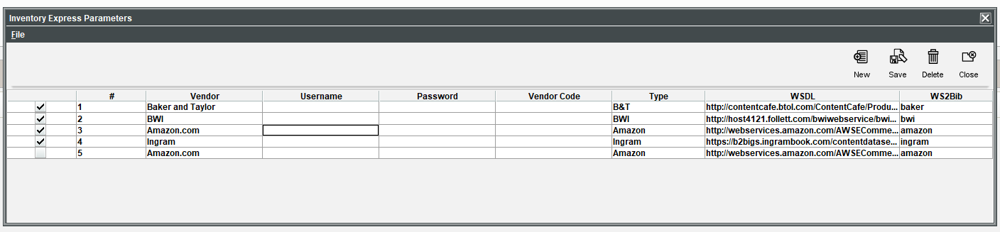 Inventory Express Parameters
File
New Save Delete Close
# Vendor Username Password Vendor Code Type WSDL WS2Bib
1 Baker and Taylor B&T http://contentcafe.btol.com/ContentCafe/Produ... baker
2 BWI BWI http://host4121.follett.com/bwiwebservice/bwi... bwi
3 Amazon.com Amazon http://webservices.amazon.com/AWSEComme... amazon
4 Ingram Ingram https://b2bigs.ingrambook.com/contentdatase... ingram
5 Amazon.com Amazon http://webservices.amazon.com/AWSEComme... amazon